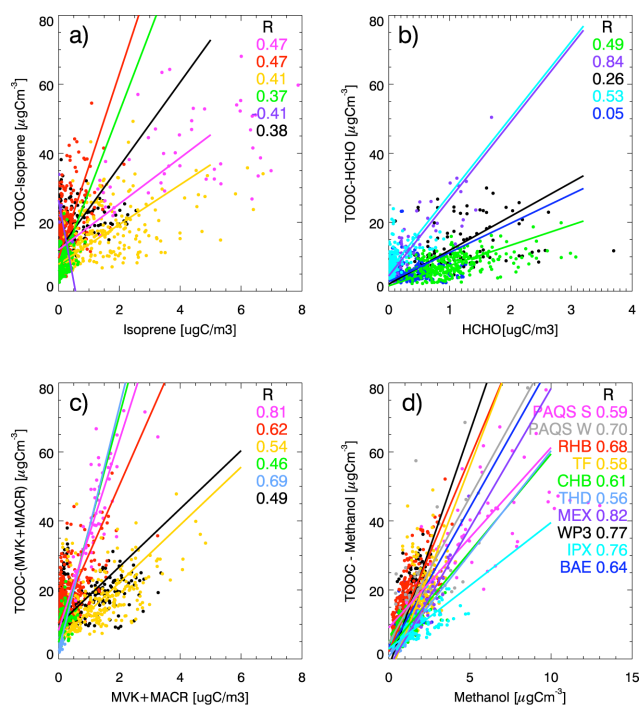 a)
R
0.47
0.47
0.41
0.37
0.41
0.38
80
60
40
20
0
TOOC-Isoprene [μgCm⁻³]
0 2 4 6 8
Isoprene [ugC/m3]
b)
R
0.49
0.84
0.26
0.53
0.05
80
60
40
20
0
TOOC-HCHO [μgCm⁻³]
0 1 2 3 4
HCHO[ugC/m3]
c)
R
0.81
0.62
0.54
0.46
0.69
0.49
80
60
40
20
0
TOOC-(MVK+MACR) [μgCm⁻³]
0 2 4 6 8
MVK+MACR [ugC/m3]
d)
R
PAQS S 0.59
PAQS W 0.70
RHB 0.68
TF 0.58
CHB 0.61
THD 0.56
MEX 0.82
WP3 0.77
IPX 0.76
BAE 0.64
80
60
40
20
0
TOOC - Methanol [μgCm⁻³]
0 5 10 15
Methanol [μgCm⁻³]